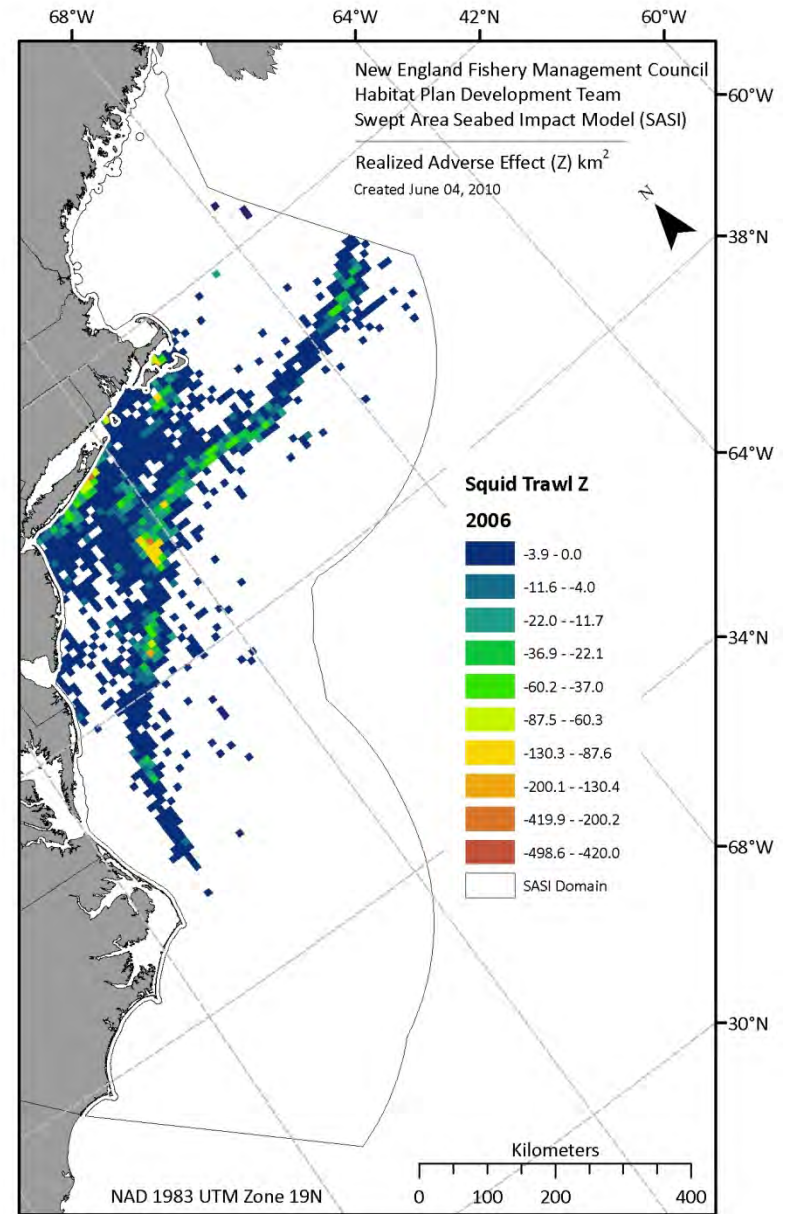 68°W 64°W 42°N 60°W
New England Fishery Management Council
Habitat Plan Development Team
Swept Area Seabed Impact Model (SASI)
Realized Adverse Effect (Z) km²
Created June 04, 2010
60°W
N
38°N
64°W
Squid Trawl Z
2006
-3.9 - 0.0
-11.6 - -4.0
-22.0 - -11.7
-36.9 - -22.1
-60.2 - -37.0
-87.5 - -60.3
-130.3 - -87.6
-200.1 - -130.4
-419.9 - -200.2
-498.6 - -420.0
SASI Domain
34°N
68°W
30°N
Kilometers
0 100 200 400
NAD 1983 UTM Zone 19N